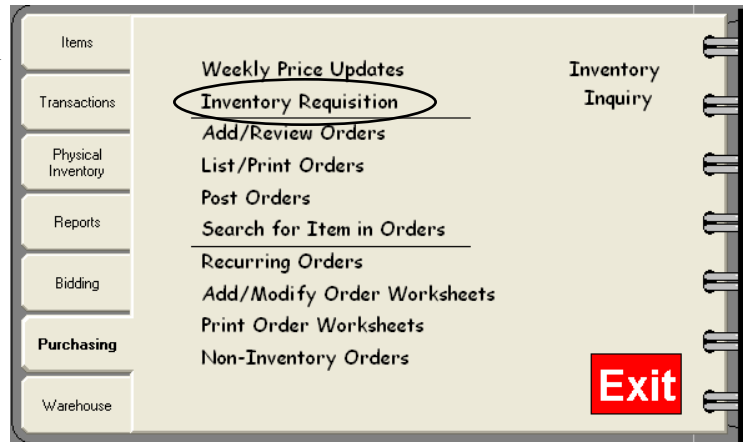 Items
Transactions
Physical
Inventory
Reports
Bidding
Purchasing
Warehouse
Weekly Price Updates
Inventory Requisition
Add/Review Orders
List/Print Orders
Post Orders
Search for Item in Orders
Recurring Orders
Add/Modify Order Worksheets
Print Order Worksheets
Non-Inventory Orders
Inventory
Inquiry
Exit